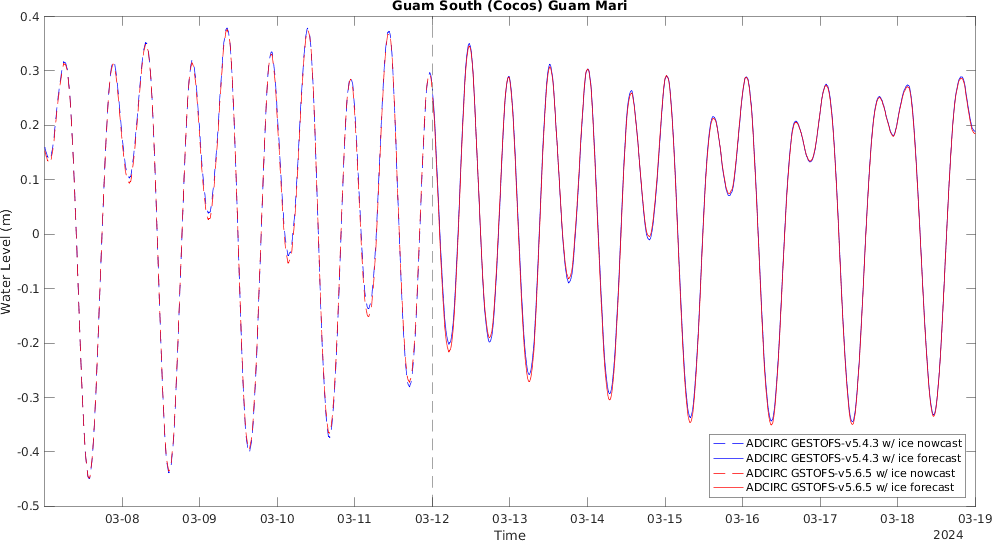 Guam South (Cocos) Guam Mari
0.4
0.3
0.2
0.1
0
-0.1
-0.2
-0.3
-0.4
-0.5
Water Level (m)
ADCIRC GESTOFS-v5.4.3 w/ ice nowcast
ADCIRC GESTOFS-v5.4.3 w/ ice forecast
ADCIRC GSTOFS-v5.6.5 w/ ice nowcast
ADCIRC GSTOFS-v5.6.5 w/ ice forecast
03-08 03-09 03-10 03-11 03-12 03-13 03-14 03-15 03-16 03-17 03-18 03-19
Time
2024